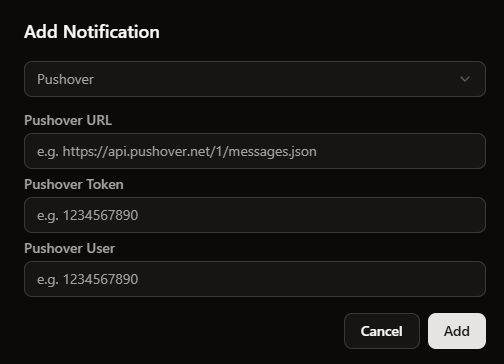 Add Notification
Pushover
Pushover URL
e.g. https://api.pushover.net/1/messages.json
Pushover Token
e.g. 1234567890
Pushover User
e.g. 1234567890
Cancel Add